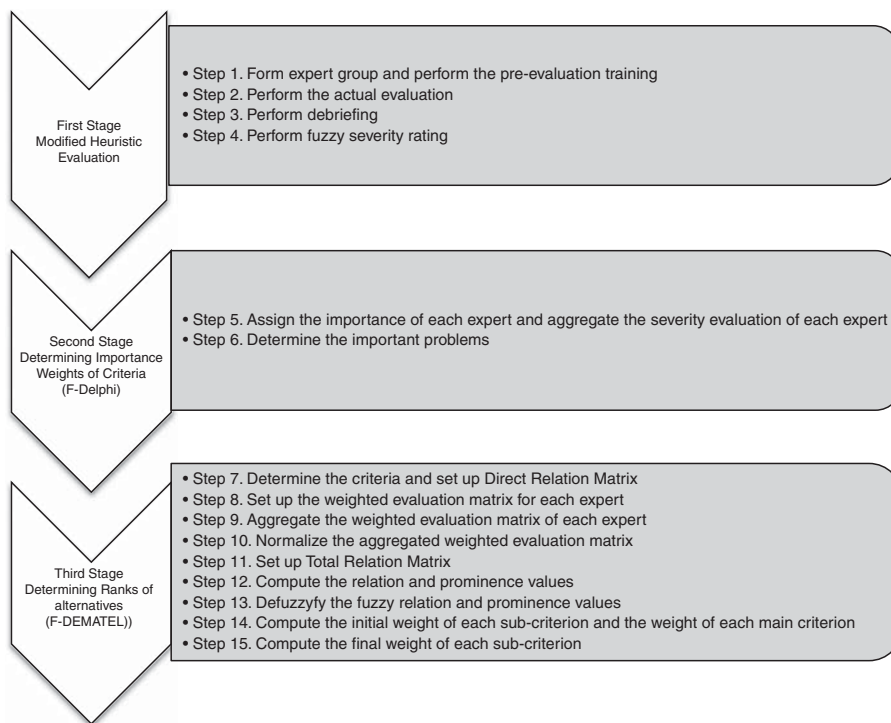 First Stage
Modified Heuristic
Evaluation
• Step 1. Form expert group and perform the pre-evaluation training
• Step 2. Perform the actual evaluation
• Step 3. Perform debriefing
• Step 4. Perform fuzzy severity rating
Second Stage
Determining Importance
Weights of Criteria
(F-Delphi)
• Step 5. Assign the importance of each expert and aggregate the severity evaluation of each expert
• Step 6. Determine the important problems
Third Stage
Determining Ranks of
alternatives
(F-DEMATEL))
• Step 7. Determine the criteria and set up Direct Relation Matrix
• Step 8. Set up the weighted evaluation matrix for each expert
• Step 9. Aggregate the weighted evaluation matrix of each expert
• Step 10. Normalize the aggregated weighted evaluation matrix
• Step 11. Set up Total Relation Matrix
• Step 12. Compute the relation and prominence values
• Step 13. Defuzzyfy the fuzzy relation and prominence values
• Step 14. Compute the initial weight of each sub-criterion and the weight of each main criterion
• Step 15. Compute the final weight of each sub-criterion